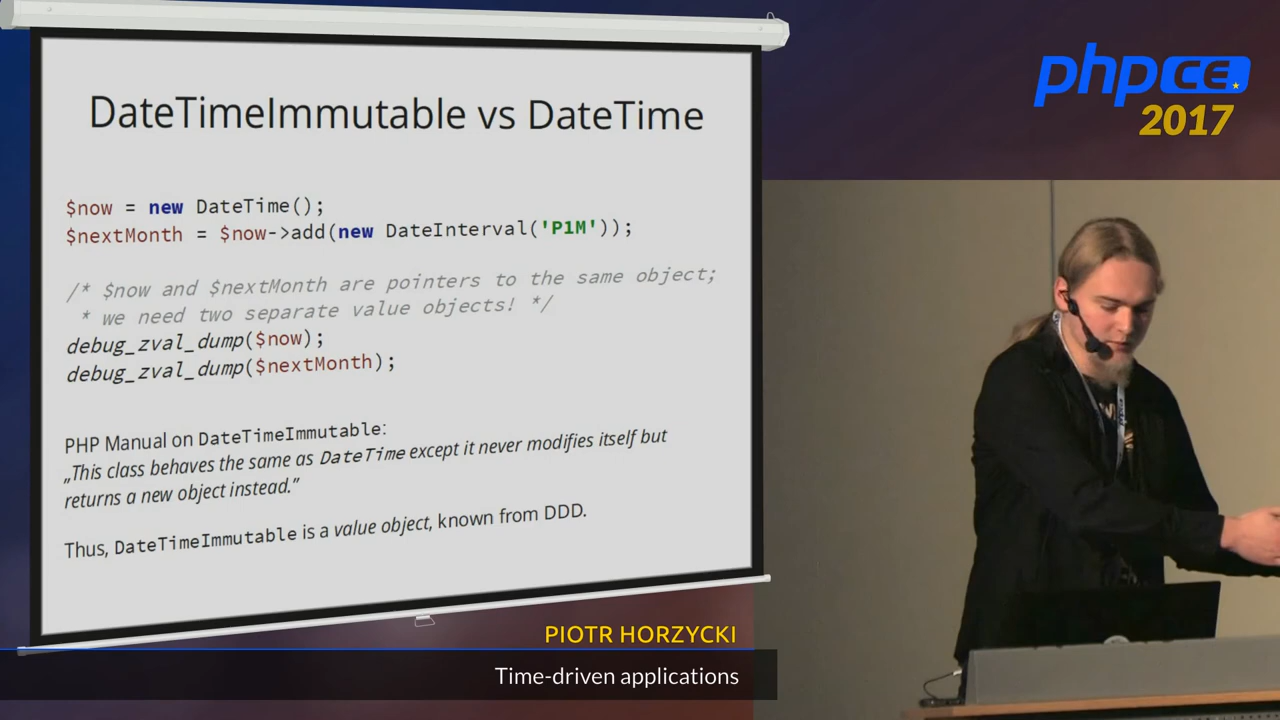 DateTimeImmutable vs DateTime
$now = new DateTime();
$nextMonth = $now->add(new DateInterval('P1M'));
/* $now and $nextMonth are pointers to the same object;
* we need two separate value objects! */
debug_zval_dump($now);
debug_zval_dump($nextMonth);
PHP Manual on DateTimeImmutable:
„This class behaves the same as DateTime except it never modifies itself but
returns a new object instead.”
Thus, DateTimeImmutable is a value object, known from DDD.
phpCE
2017
PIOTR HORZYCKI
Time-driven applications